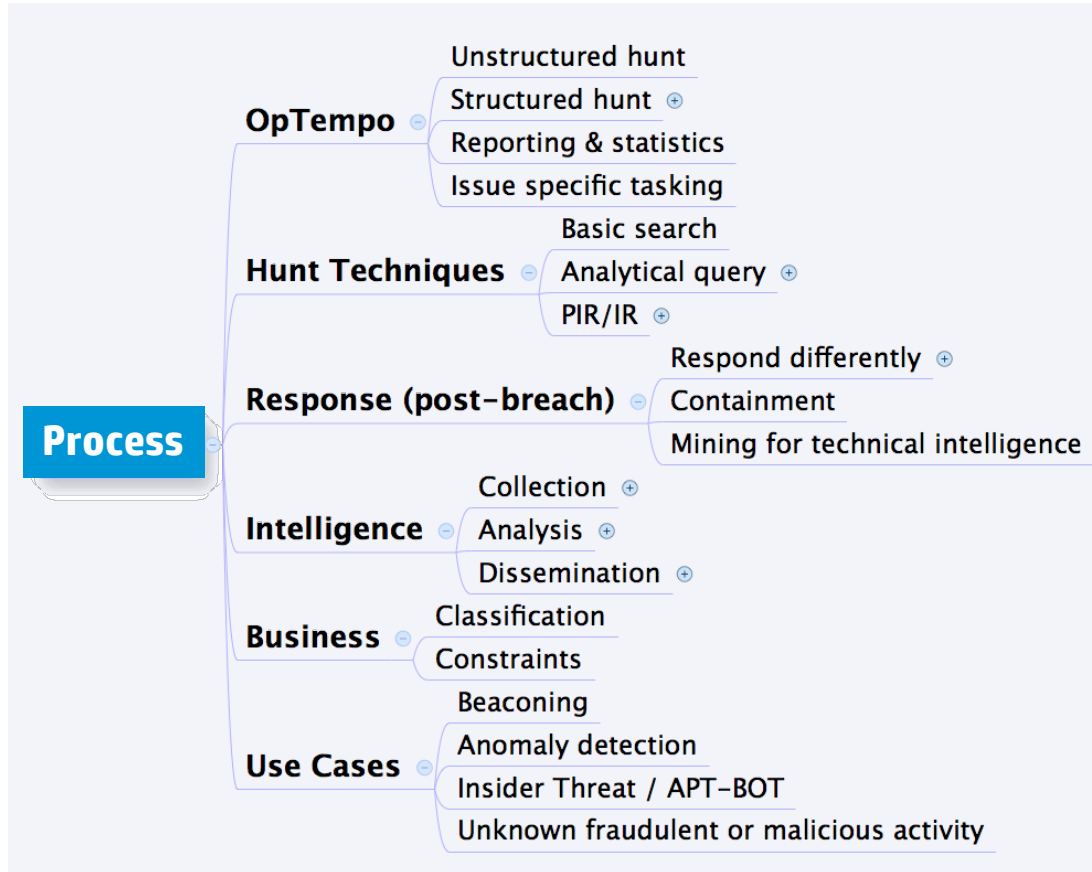 Process
OpTempo
Unstructured hunt
Structured hunt
Reporting & statistics
Issue specific tasking
Hunt Techniques
Basic search
Analytical query
PIR/IR
Response (post-breach)
Respond differently
Containment
Mining for technical intelligence
Intelligence
Collection
Analysis
Dissemination
Business
Classification
Constraints
Use Cases
Beaconing
Anomaly detection
Insider Threat / APT-BOT
Unknown fraudulent or malicious activity